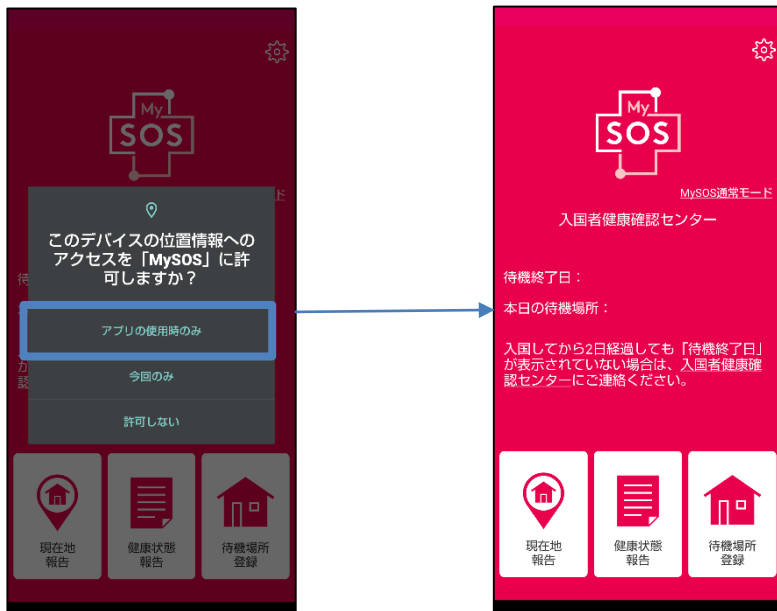 My
SOS
ド
このデバイスの位置情報への
アクセスを「MySOS」に許
可しますか？
待
アプリの使用時のみ
今回のみ
が
認
許可しない
現在地
報告
健康状態
報告
待機場所
登録
My
SOS
MySOS通常モード
入国者健康確認センター
待機終了日：
本日の待機場所：
入国してから2日経過しても「待機終了日」
が表示されていない場合は、入国者健康確
認センターにご連絡ください。
現在地
報告
健康状態
報告
待機場所
登録